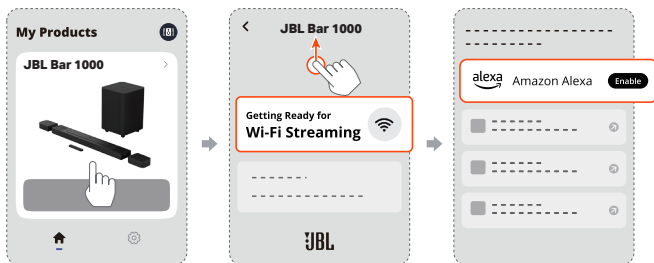 My Products
JBL Bar 1000
JBL Bar 1000
Getting Ready for
Wi-Fi Streaming
JBL
alexa
Amazon Alexa
Enable